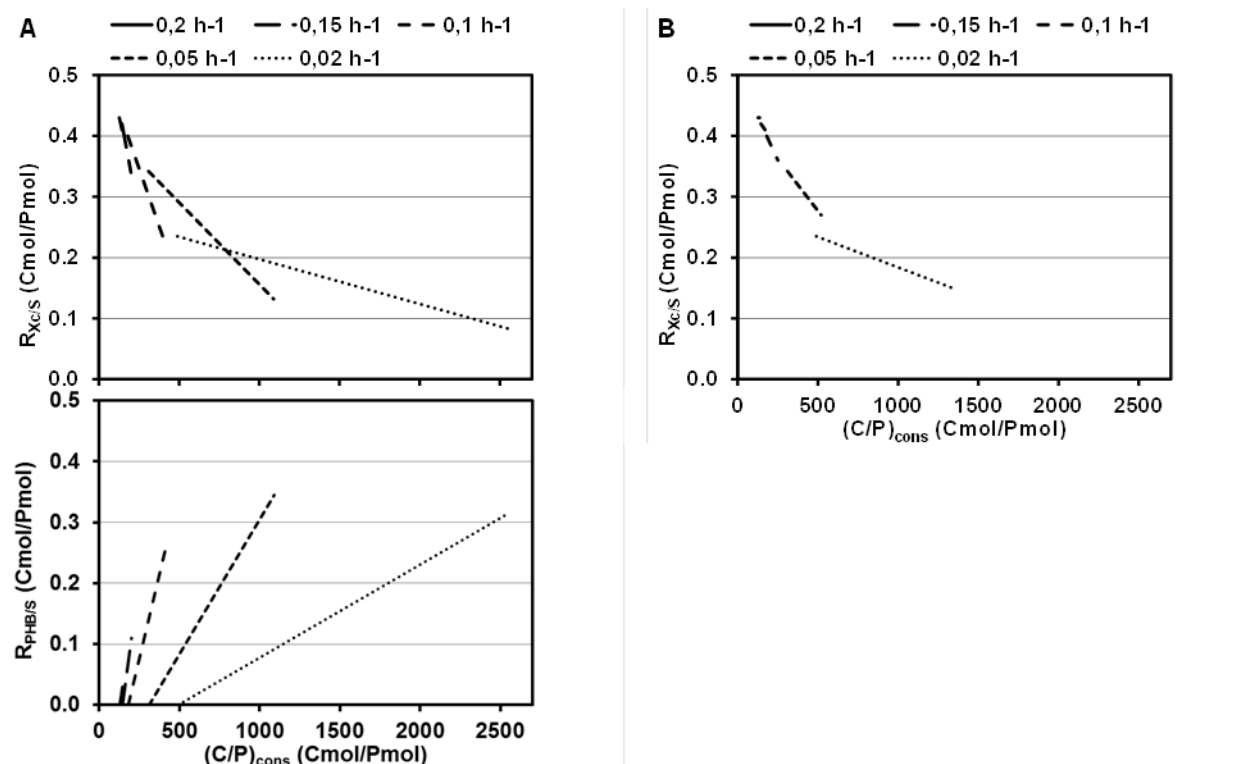 A
0,2 h-1 0,15 h-1 0,1 h-1
0,05 h-1 0,02 h-1
0.5
0.4
0.3
0.2
0.1
0.0
RXc/S (Cmol/Pmol)
0.5
0.4
0.3
0.2
0.1
0.0
RPHB/S (Cmol/Pmol)
0 500 1000 1500 2000 2500
(C/P)cons (Cmol/Pmol)
B
0,2 h-1 0,15 h-1 0,1 h-1
0,05 h-1 0,02 h-1
0.5
0.4
0.3
0.2
0.1
0.0
RXc/S (Cmol/Pmol)
0 500 1000 1500 2000 2500
(C/P)cons (Cmol/Pmol)